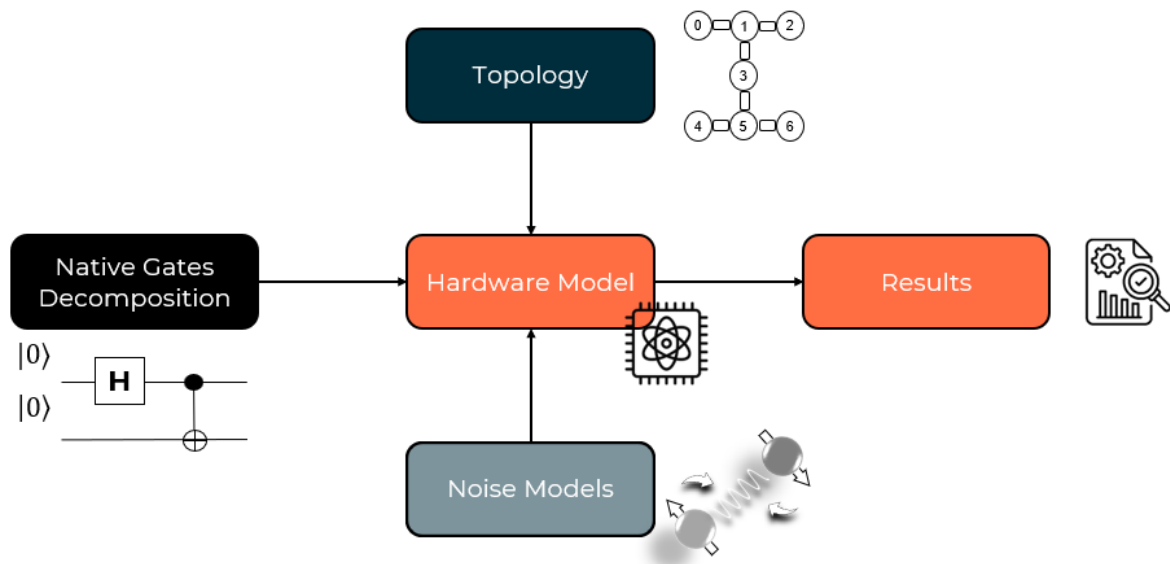 0 1 2
Topology
3
4 5 6
Native Gates
Decomposition
Hardware Model
Results
|0⟩
H
|0⟩
Noise Models